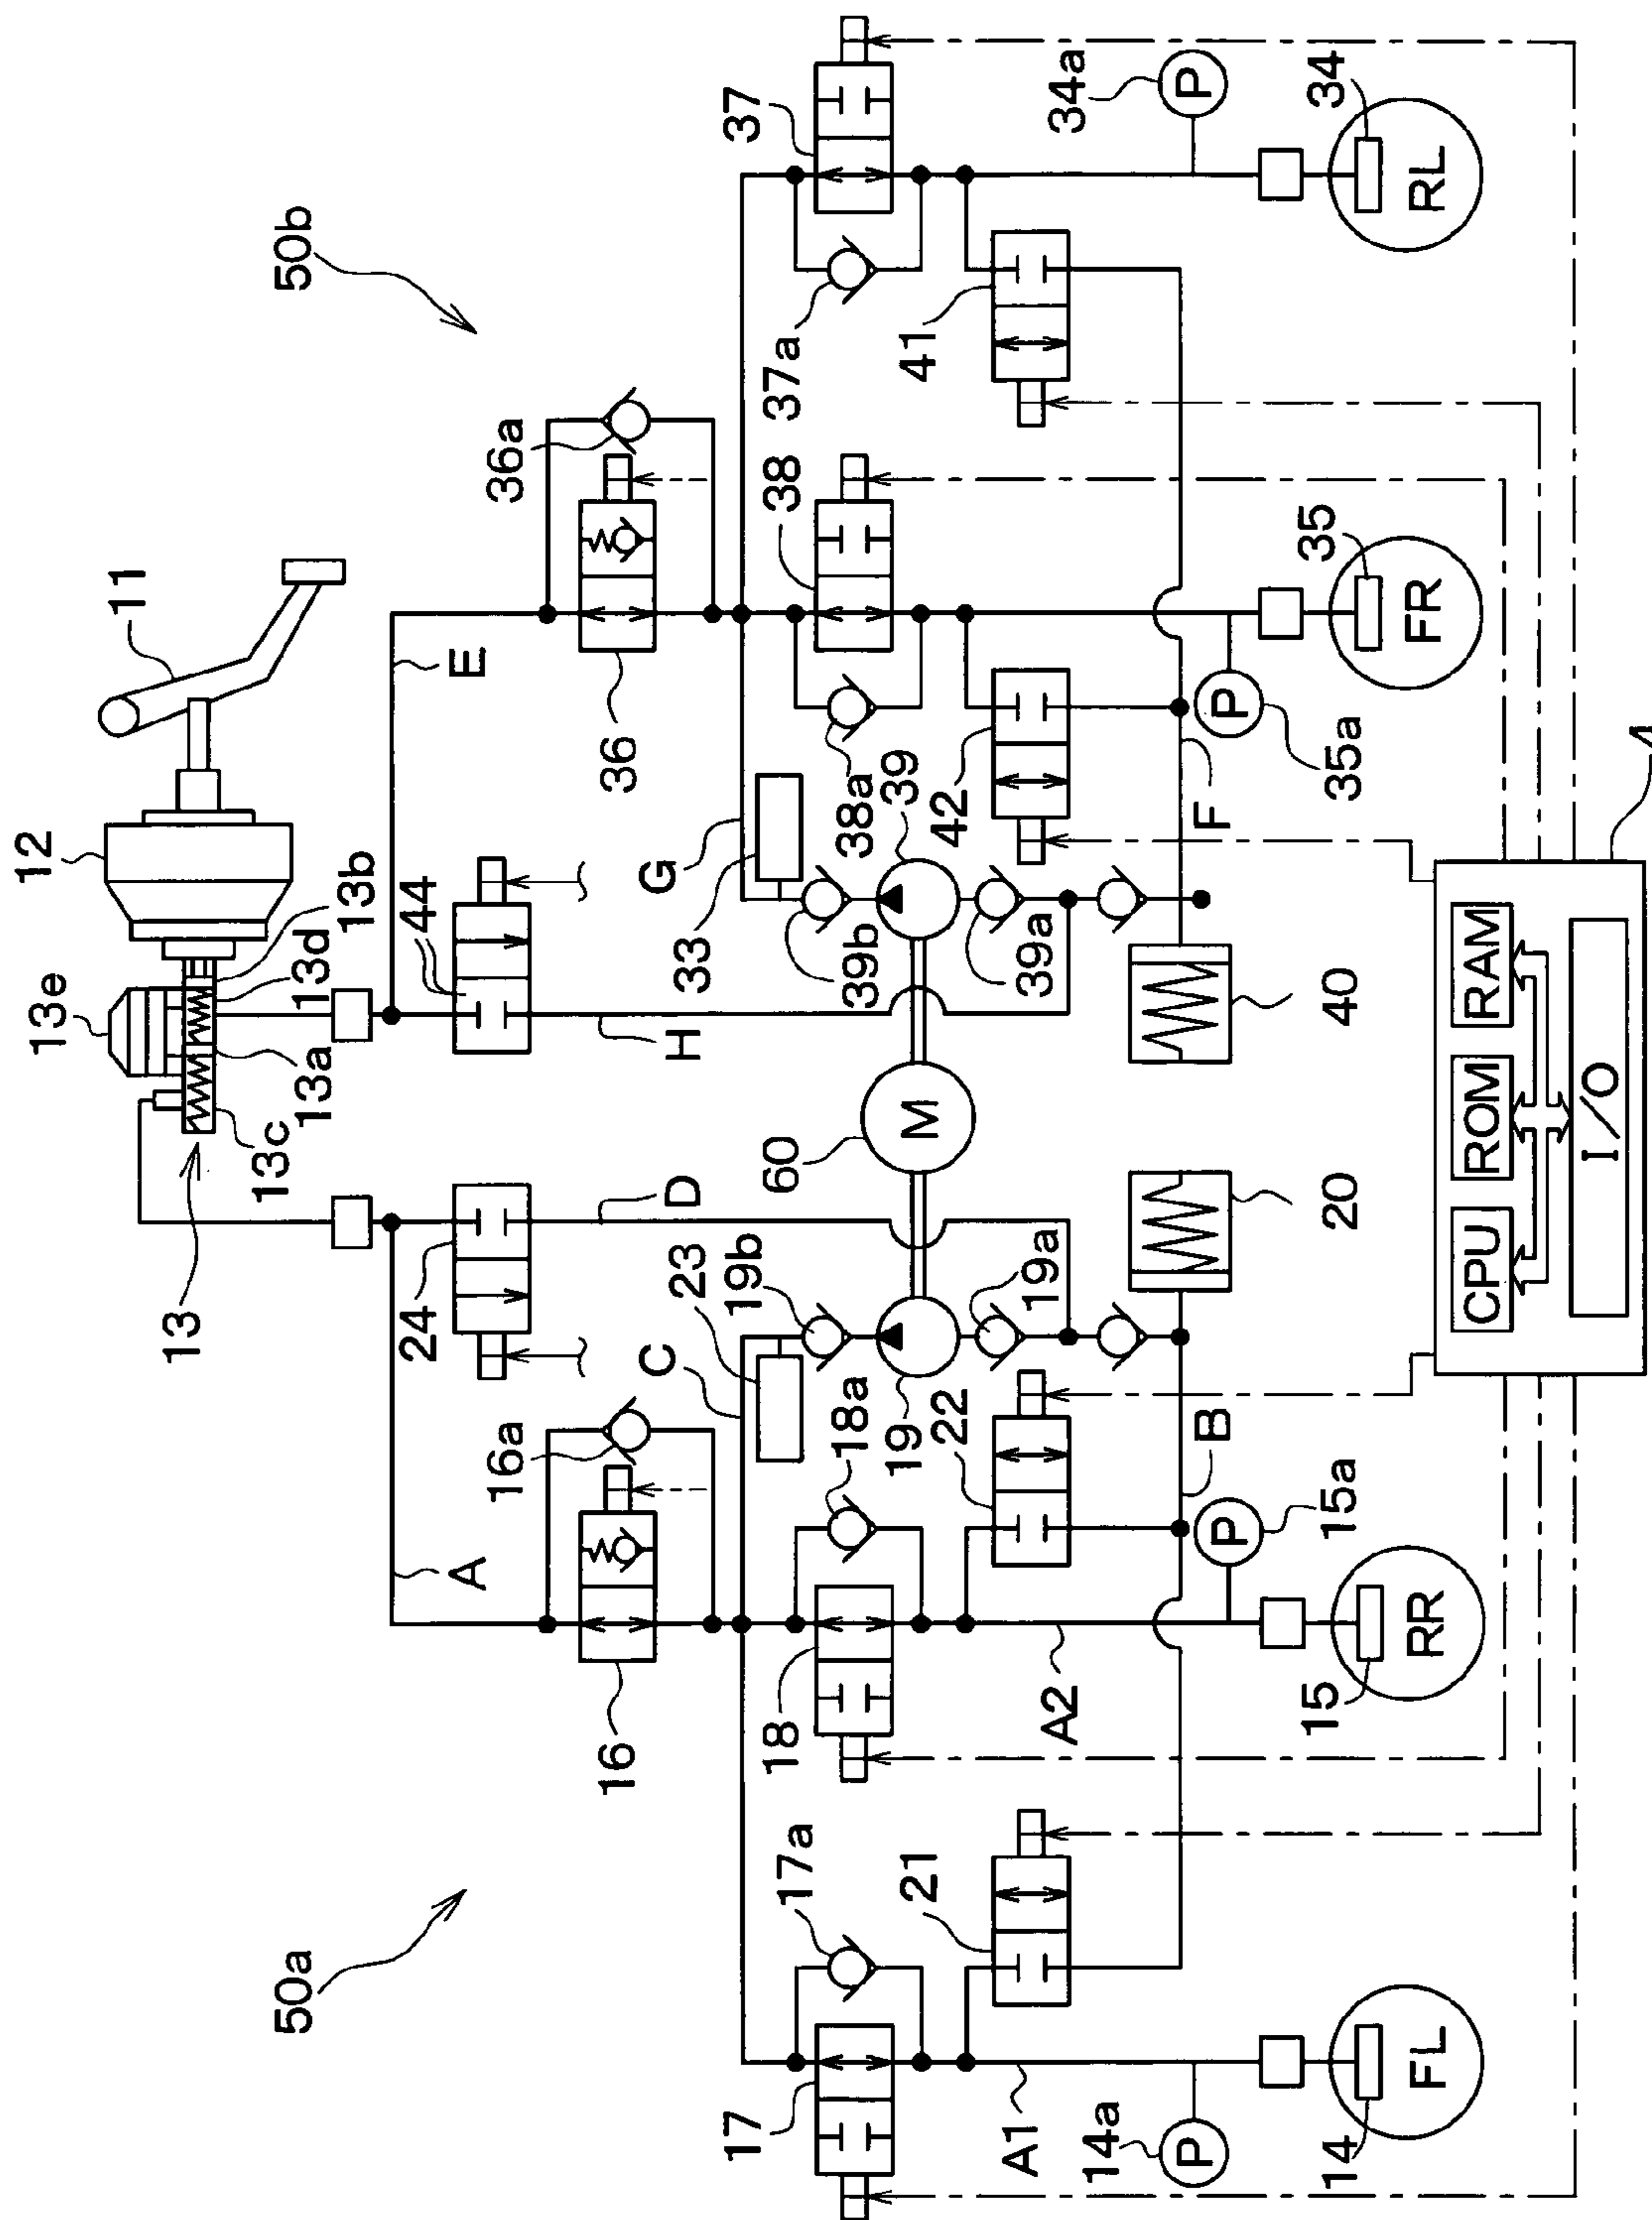 13e
12
11
13
13c
50a
13a
13d
50b
13b
24
44
A
E
16a
36a
16
36
C
G
23
D
H
33
17
19b
37
18
60
38
17a
37a
18a
39b
38a
21
19
M
39
41
22
42
A1
19a
39a
A2
34a
14a
P
P
B
P
F
P
14
15
15a
20
40
35a
35
34
FL
RR
FR
RL
CPU
ROM
RAM
I/O
4